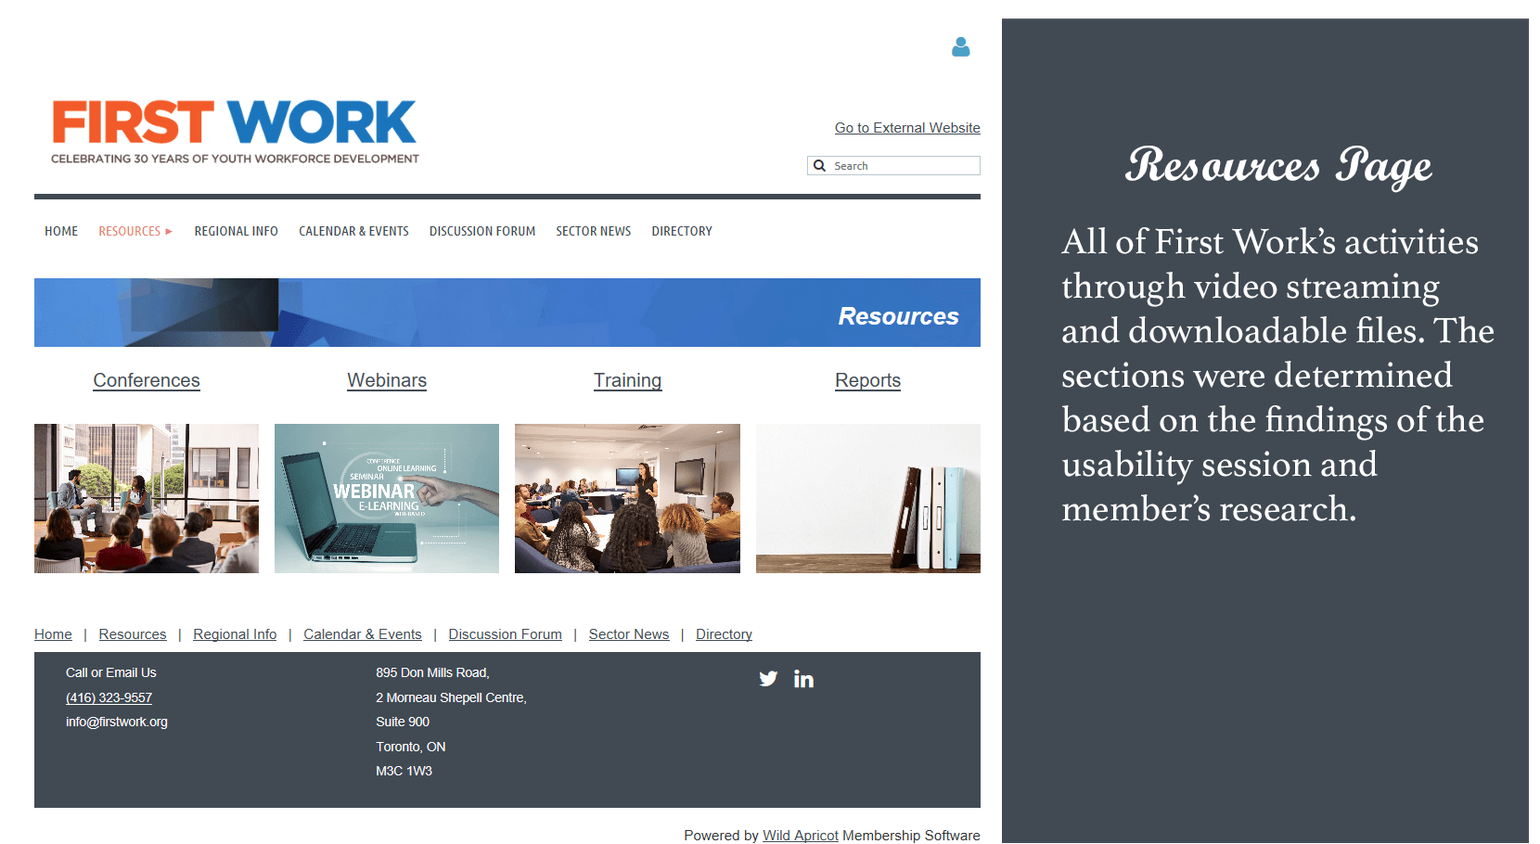 FIRST WORK
CELEBRATING 30 YEARS OF YOUTH WORKFORCE DEVELOPMENT
Go to External Website
Search
HOME RESOURCES ▸ REGIONAL INFO CALENDAR & EVENTS DISCUSSION FORUM SECTOR NEWS DIRECTORY
Resources
Conferences Webinars Training Reports
CONFERENCE
ONLINE LEARNING
SEMINAR
WEBINAR
E-LEARNING
WEB-BASED
Home | Resources | Regional Info | Calendar & Events | Discussion Forum | Sector News | Directory
Call or Email Us
(416) 323-9557
info@firstwork.org
895 Don Mills Road,
2 Morneau Shepell Centre,
Suite 900
Toronto, ON
M3C 1W3
Powered by Wild Apricot Membership Software
Resources Page
All of First Work’s activities
through video streaming
and downloadable files. The
sections were determined
based on the findings of the
usability session and
member’s research.